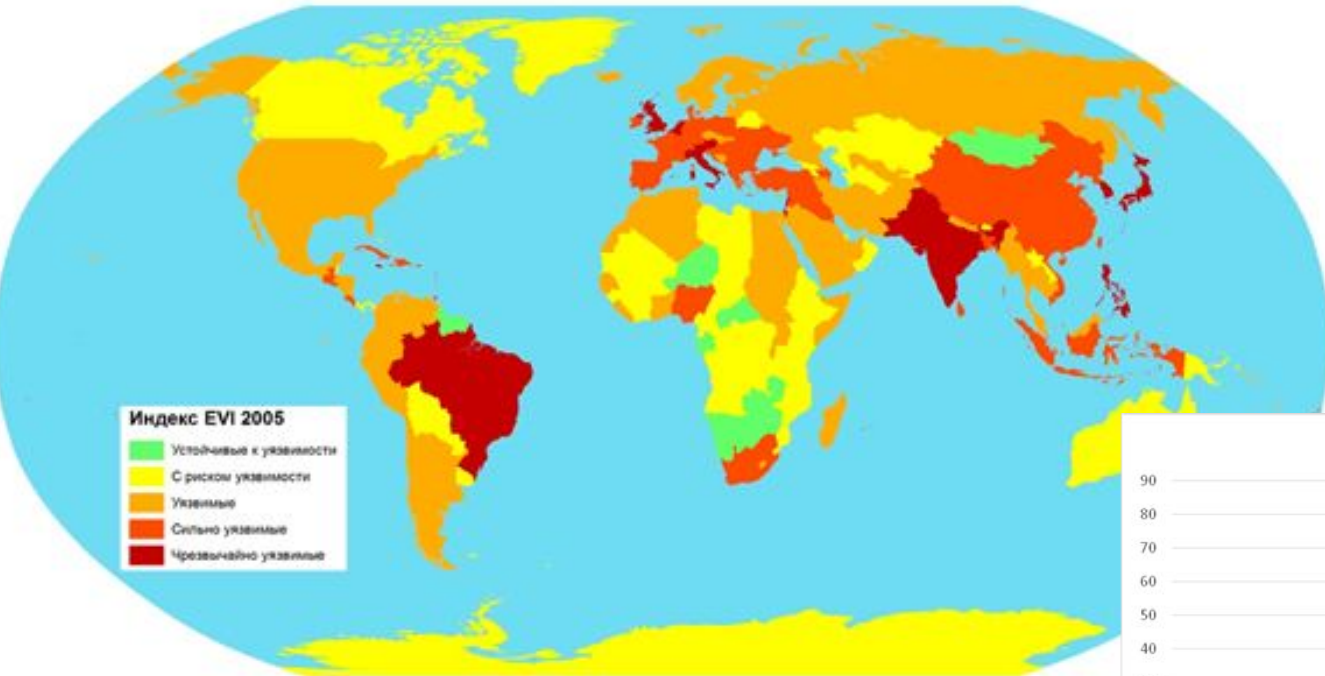 Индекс EVI 2005
Устойчивые к уязвимости
С риском уязвимости
Уязвимые
Сильно уязвимые
Чрезвычайно уязвимые
90
80
70
60
50
40